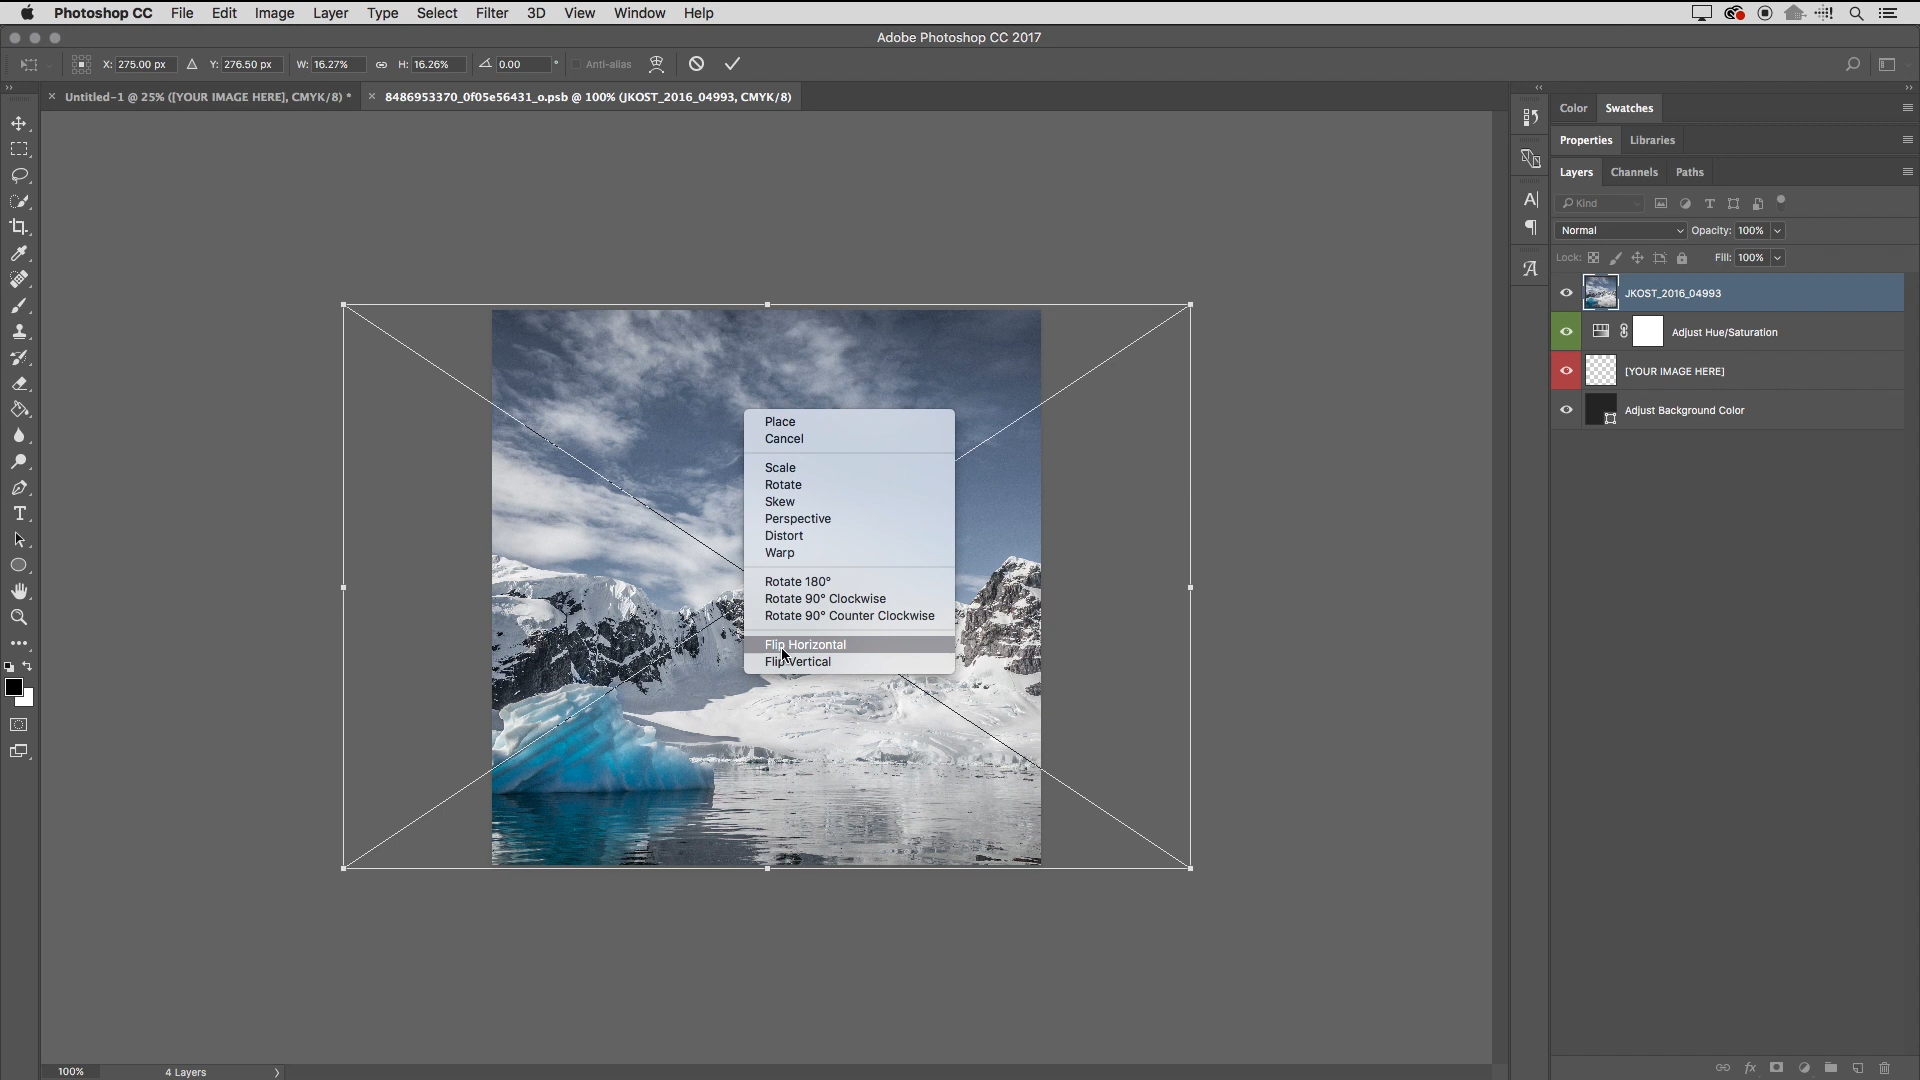 Photoshop CC File Edit Image Layer Type Select Filter 3D View Window Help
Adobe Photoshop CC 2017
X: 275.00 px Y: 276.50 px W: 16.27% H: 16.26% 0.00 ° Anti-alias
Untitled-1 @ 25% ([YOUR IMAGE HERE], CMYK/8) *
8486953370_0f05e56431_o.psb @ 100% (JKOST_2016_04993, CMYK/8)
Color Swatches
Properties Libraries
Layers Channels Paths
Kind
Normal Opacity: 100%
Lock: Fill: 100%
JKOST_2016_04993
Adjust Hue/Saturation
[YOUR IMAGE HERE]
Adjust Background Color
Place
Cancel
Scale
Rotate
Skew
Perspective
Distort
Warp
Rotate 180°
Rotate 90° Clockwise
Rotate 90° Counter Clockwise
Flip Horizontal
Flip Vertical
100% 4 Layers